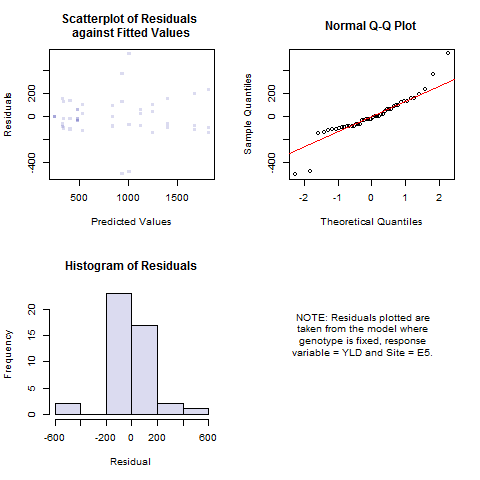 Scatterplot of Residuals
against Fitted Values
Residuals
200
0
-400
500
1000
1500
Predicted Values
Normal Q-Q Plot
Sample Quantiles
200
0
-400
-2
-1
0
1
2
Theoretical Quantiles
Histogram of Residuals
Frequency
20
15
10
5
0
-600
-200
0
200
600
Residual
NOTE: Residuals plotted are
taken from the model where
genotype is fixed, response
variable = YLD and Site = E5.